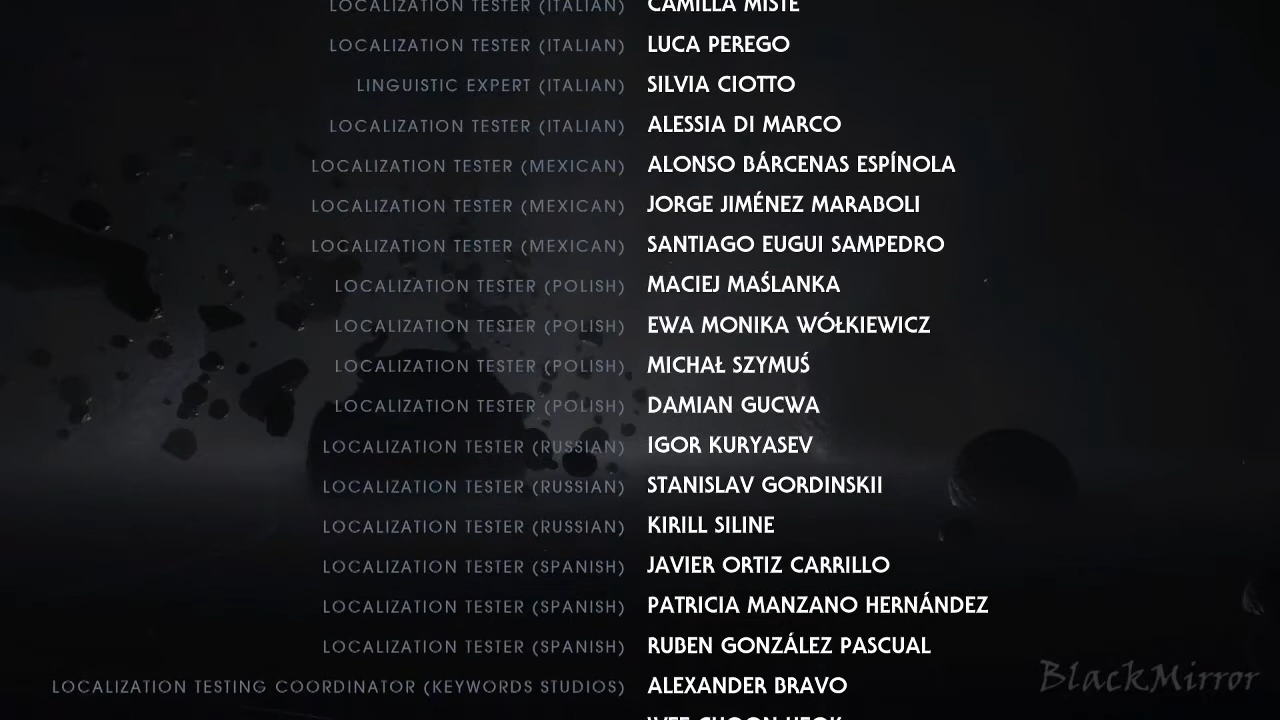 LOCALIZATION TESTER (ITALIAN) CAMILLA MISTE
LOCALIZATION TESTER (ITALIAN) LUCA PEREGO
LINGUISTIC EXPERT (ITALIAN) SILVIA CIOTTO
LOCALIZATION TESTER (ITALIAN) ALESSIA DI MARCO
LOCALIZATION TESTER (MEXICAN) ALONSO BÁRCENAS ESPÍNOLA
LOCALIZATION TESTER (MEXICAN) JORGE JIMÉNEZ MARABOLI
LOCALIZATION TESTER (MEXICAN) SANTIAGO EUGUI SAMPEDRO
LOCALIZATION TESTER (POLISH) MACIEJ MAŚLANKA
LOCALIZATION TESTER (POLISH) EWA MONIKA WÓŁKIEWICZ
LOCALIZATION TESTER (POLISH) MICHAŁ SZYMUŚ
LOCALIZATION TESTER (POLISH) DAMIAN GUCWA
LOCALIZATION TESTER (RUSSIAN) IGOR KURYASEV
LOCALIZATION TESTER (RUSSIAN) STANISLAV GORDINSKII
LOCALIZATION TESTER (RUSSIAN) KIRILL SILINE
LOCALIZATION TESTER (SPANISH) JAVIER ORTIZ CARRILLO
LOCALIZATION TESTER (SPANISH) PATRICIA MANZANO HERNÁNDEZ
LOCALIZATION TESTER (SPANISH) RUBEN GONZÁLEZ PASCUAL
LOCALIZATION TESTING COORDINATOR (KEYWORDS STUDIOS) ALEXANDER BRAVO
BlackMirror